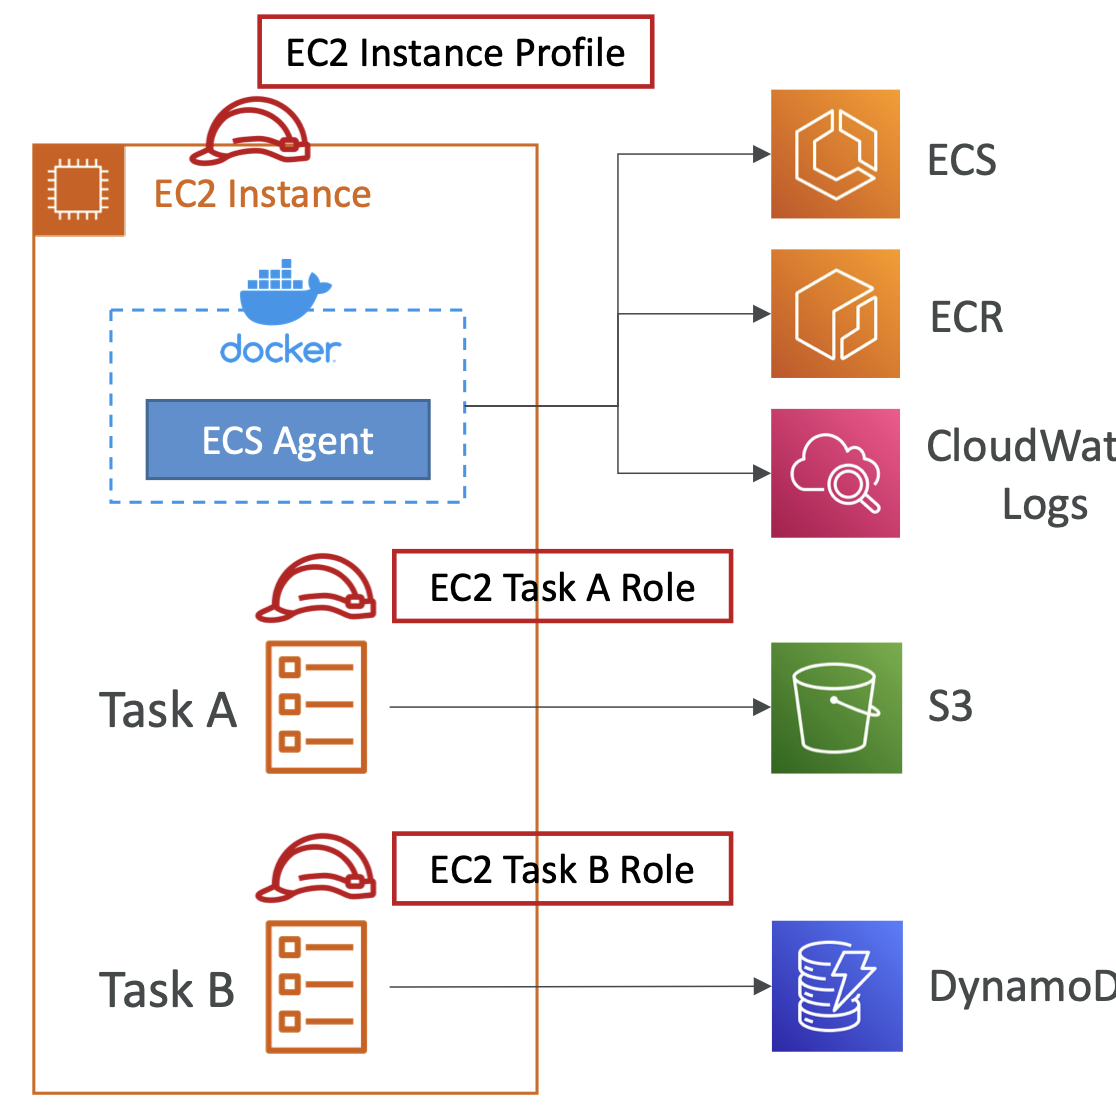 EC2 Instance Profile
EC2 Instance
docker
ECS Agent
ECS
ECR
CloudWat
Logs
EC2 Task A Role
Task A
S3
EC2 Task B Role
Task B
DynamoD